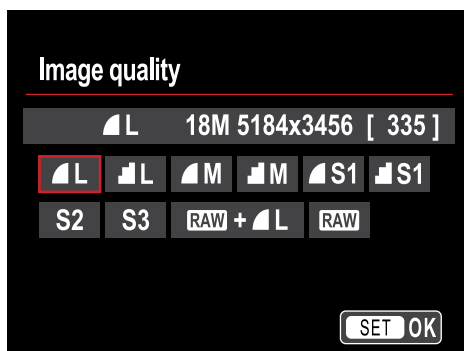 Image quality
L 18M 5184x3456 [ 335 ]
L L M M S1 S1
S2 S3 RAW + L RAW
SET OK